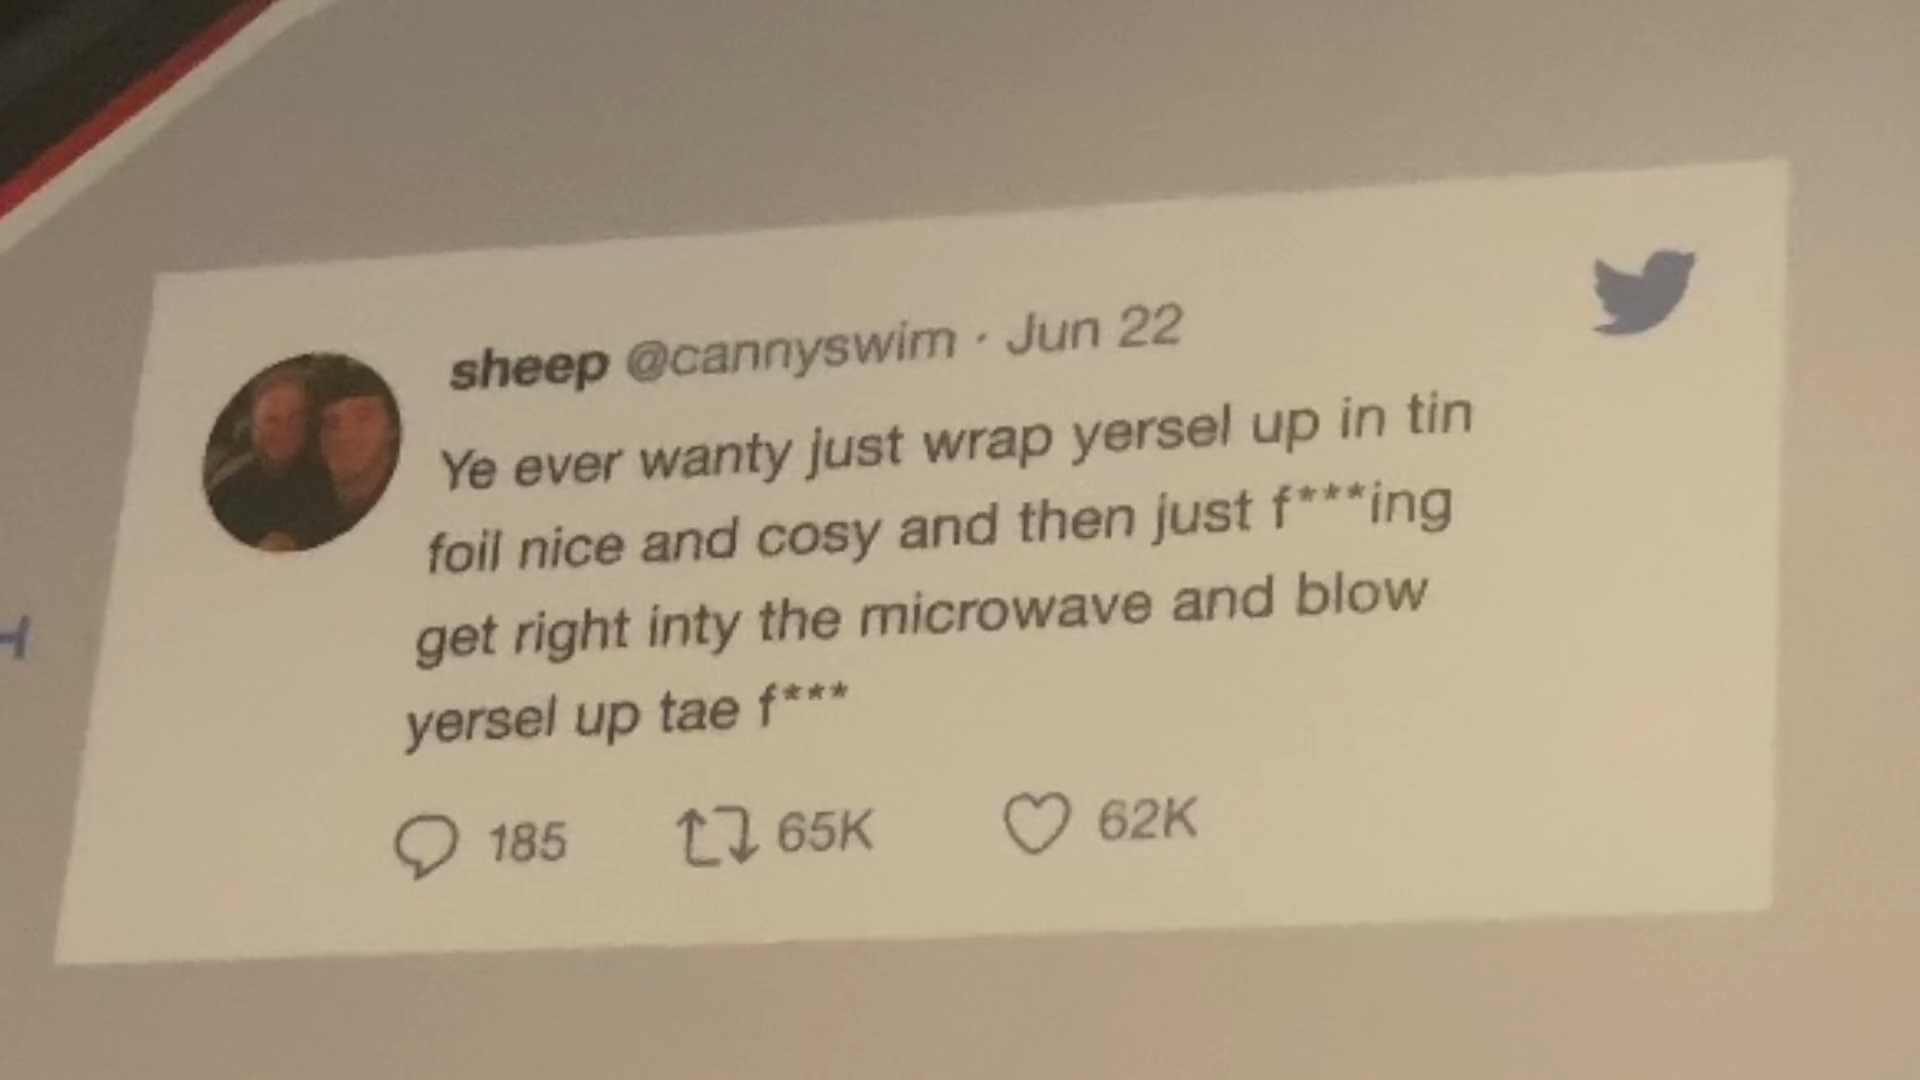 sheep @cannyswim · Jun 22
Ye ever wanty just wrap yersel up in tin
foil nice and cosy and then just f***ing
get right inty the microwave and blow
yersel up tae f***
185 65K 62K